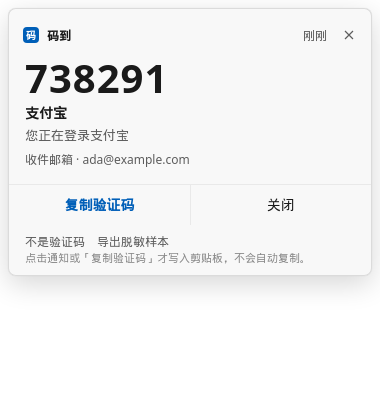 码 码到 刚刚
738291
支付宝
您正在登录支付宝
收件邮箱 · ada@example.com
复制验证码 关闭
不是验证码 导出脱敏样本
点击通知或「复制验证码」才写入剪贴板，不会自动复制。